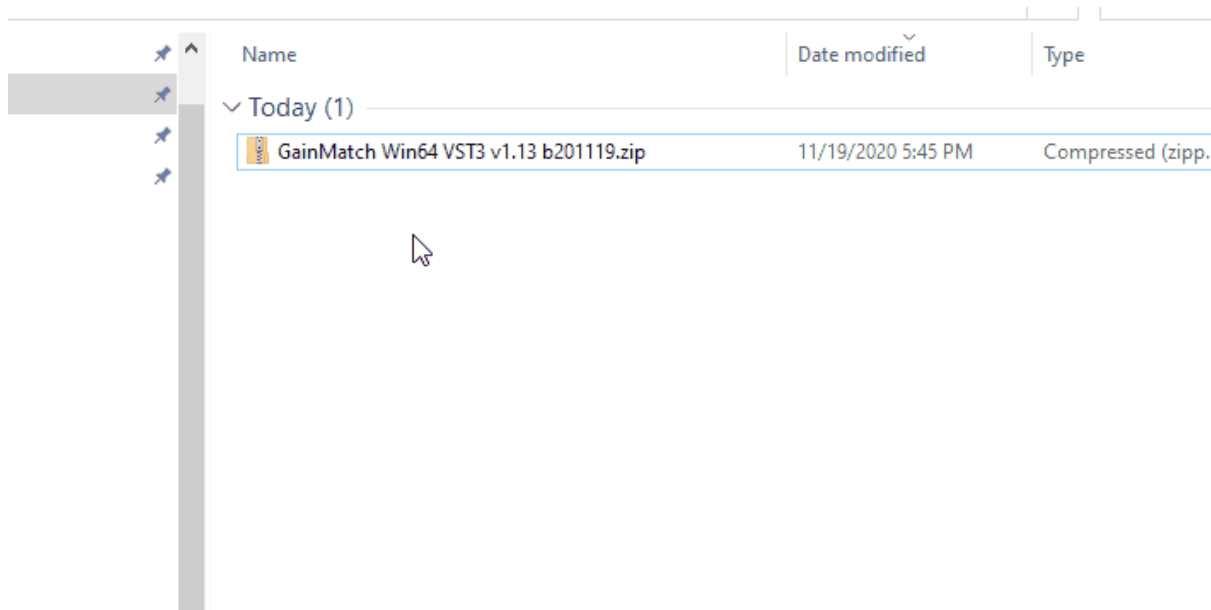 Name Date modified Type
Today (1)
GainMatch Win64 VST3 v1.13 b201119.zip 11/19/2020 5:45 PM Compressed (zipp.